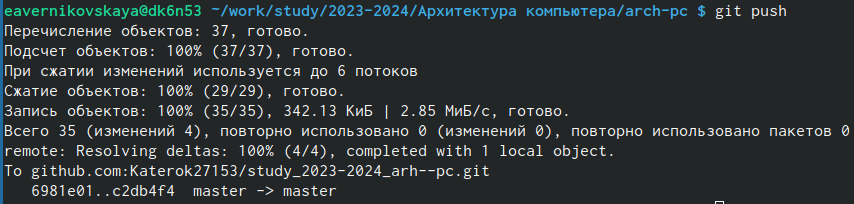 eavernikovskaya@dk6n53 ~/work/study/2023-2024/Архитектура компьютера/arch-pc $ git push
Перечисление объектов: 37, готово.
Подсчет объектов: 100% (37/37), готово.
При сжатии изменений используется до 6 потоков
Сжатие объектов: 100% (29/29), готово.
Запись объектов: 100% (35/35), 342.13 КиБ | 2.85 МиБ/с, готово.
Всего 35 (изменений 4), повторно использовано 0 (изменений 0), повторно использовано пакетов 0
remote: Resolving deltas: 100% (4/4), completed with 1 local object.
To github.com:Katerok27153/study_2023-2024_arh--pc.git
   6981e01..c2db4f4  master -> master